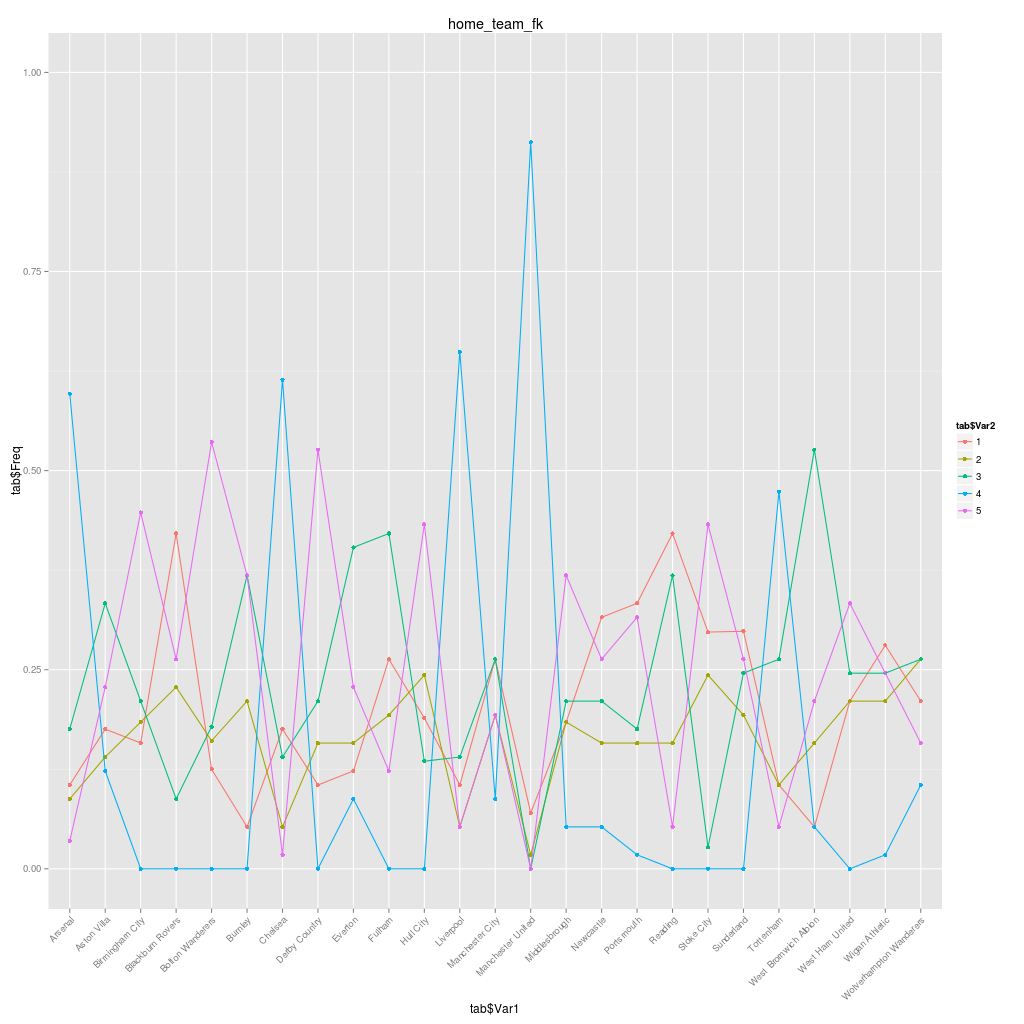 home_team_fk
tab$Freq
1.00
0.75
0.50
0.25
0.00
tab$Var2
1
2
3
4
5
Arsenal
Aston Villa
Birmingham City
Blackburn Rovers
Bolton Wanderers
Burnley
Chelsea
Derby County
Everton
Fulham
Hull City
Liverpool
Manchester City
Manchester United
Middlesbrough
Newcastle
Portsmouth
Reading
Stoke City
Sunderland
Tottenham
West Bromwich Albion
West Ham United
Wigan Athletic
Wolverhampton Wanderers
tab$Var1